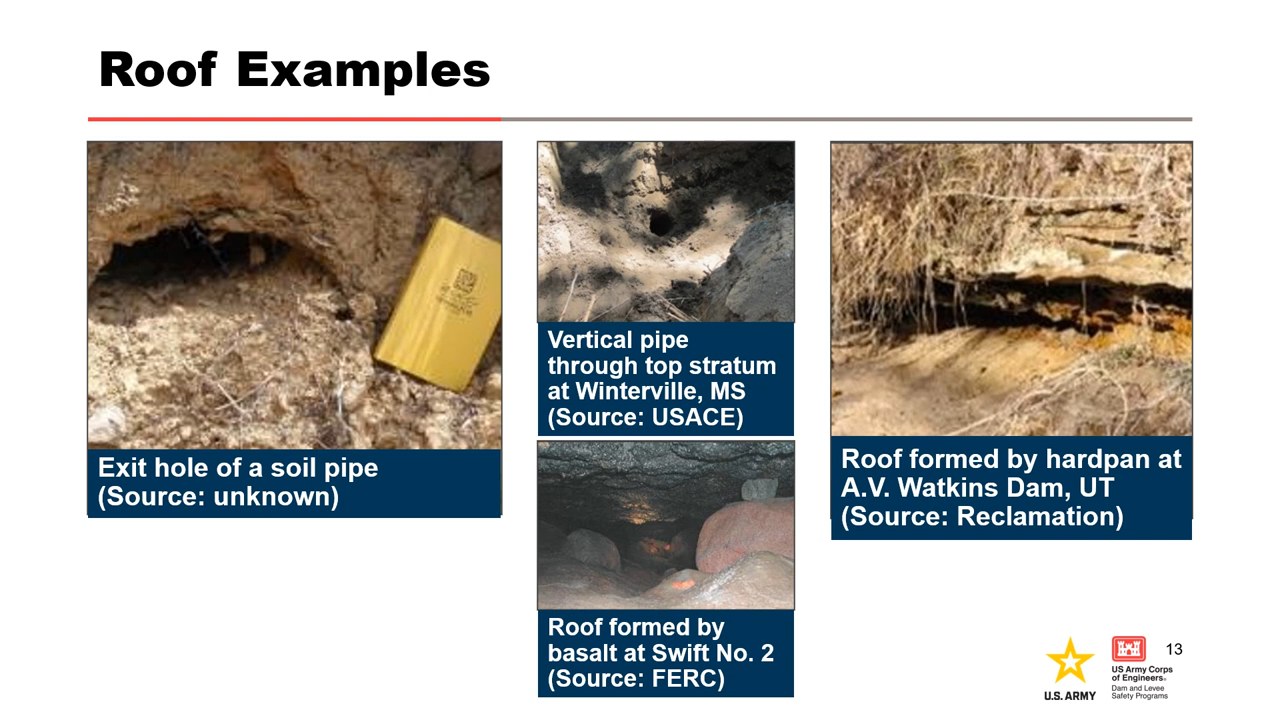 Roof Examples
Exit hole of a soil pipe
(Source: unknown)
Vertical pipe
through top stratum
at Winterville, MS
(Source: USACE)
Roof formed by
basalt at Swift No. 2
(Source: FERC)
Roof formed by hardpan at
A.V. Watkins Dam, UT
(Source: Reclamation)
U.S. ARMY
US Army Corps
of Engineers®
Dam and Levee
Safety Programs
13